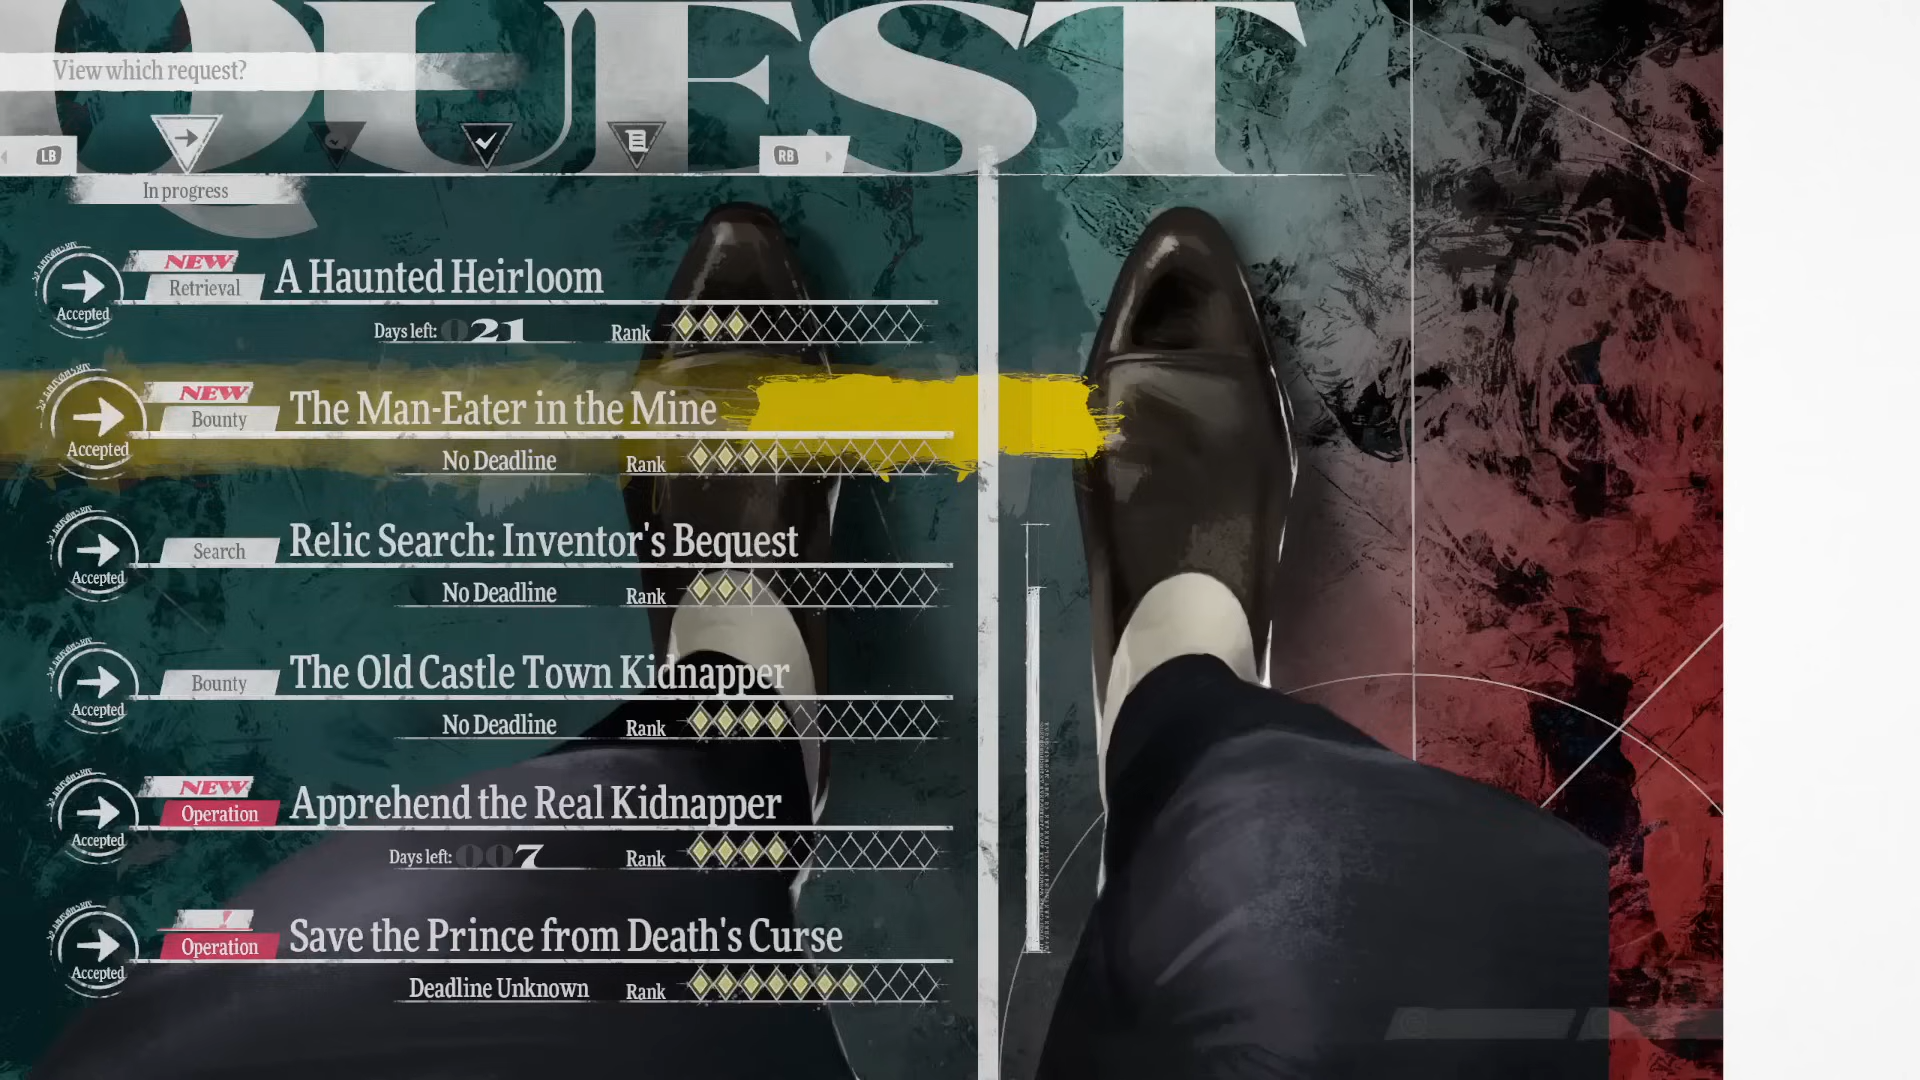 QUEST
View which request?
LB
RB
In progress
NEW
Retrieval
A Haunted Heirloom
Accepted
Days left: 021
Rank
NEW
Bounty
The Man-Eater in the Mine
Accepted
No Deadline
Rank
Search
Relic Search: Inventor's Bequest
Accepted
No Deadline
Rank
Bounty
The Old Castle Town Kidnapper
Accepted
No Deadline
Rank
NEW
Operation
Apprehend the Real Kidnapper
Accepted
Days left: 007
Rank
!
Operation
Save the Prince from Death's Curse
Accepted
Deadline Unknown
Rank